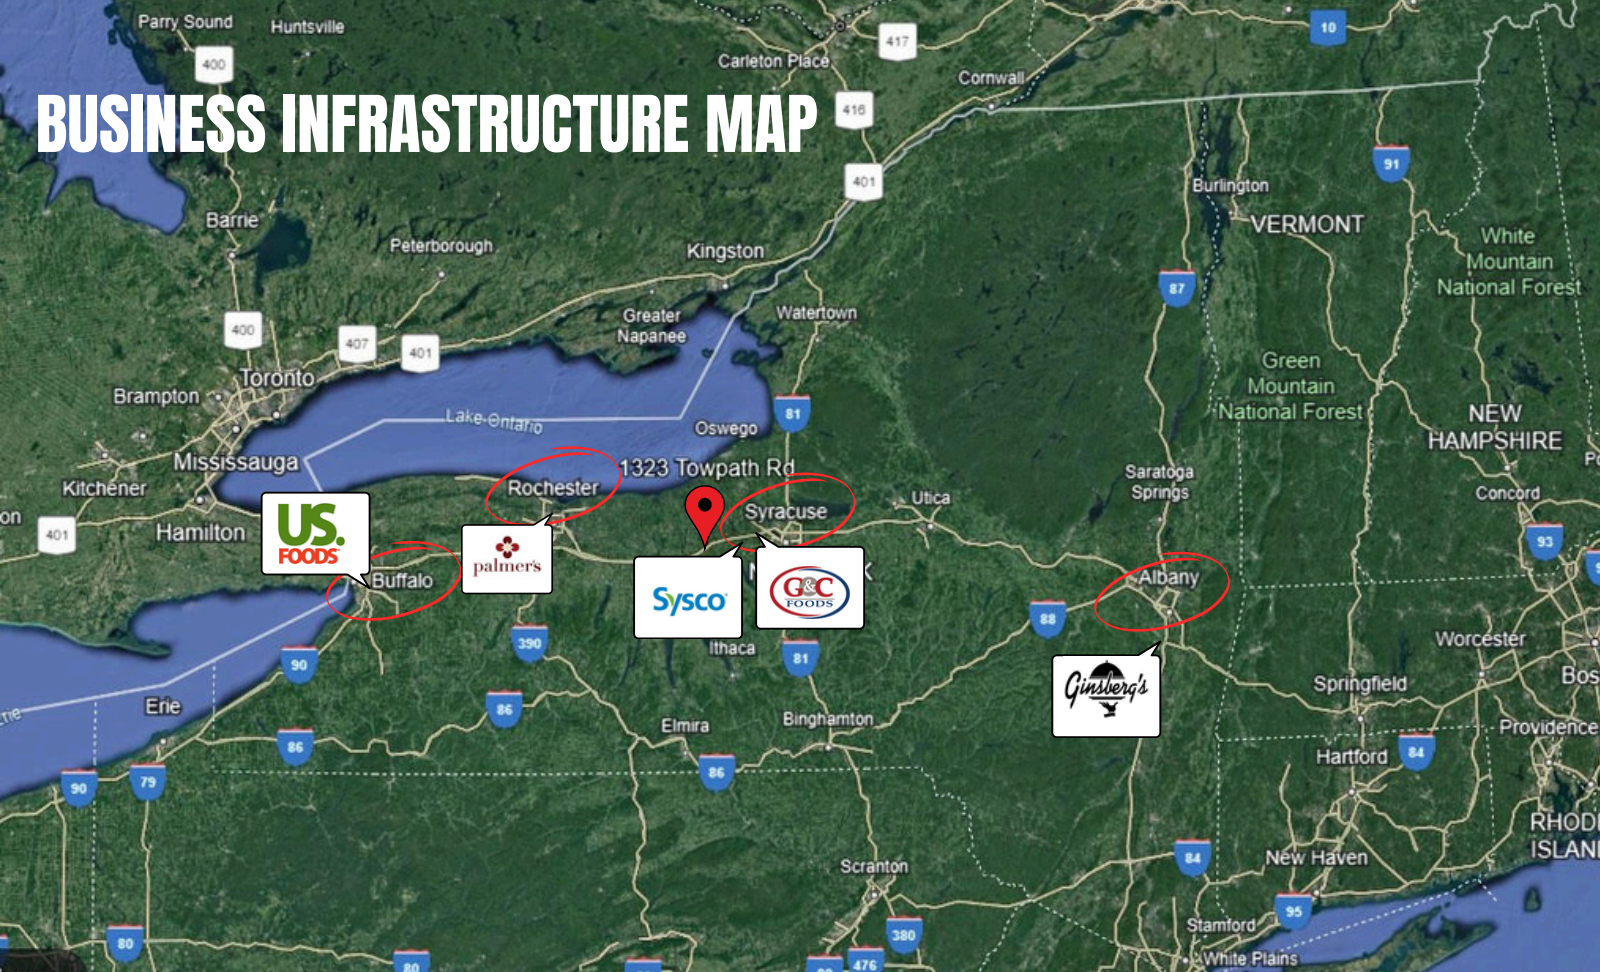 Parry Sound
Huntsville
10
417
400
Carleton Place
Cornwall
BUSINESS INFRASTRUCTURE MAP
416
401
91
Burlington
VERMONT
Barrie
Peterborough
Kingston
White
Mountain
National Forest
87
Watertown
Greater
Napanee
400
407
401
Toronto
Green
Mountain
National Forest
Brampton
81
Lake Ontario
Oswego
NEW
HAMPSHIRE
Mississauga
1323 Towpath Rd
Kitchener
Rochester
Saratoga
Springs
Utica
Concord
Syracuse
401
Hamilton
US.
FOODS
93
palmer's
Buffalo
Albany
Sysco
G&C
FOODS
88
390
Ithaca
81
Worcester
90
Ginsberg's
Springfield
Bos
Erie
86
Elmira
Binghamton
Providence
86
Hartford
84
86
90
79
RHODE
ISLAN
84
New Haven
Scranton
95
Stamford
380
80
White Plains
476
80